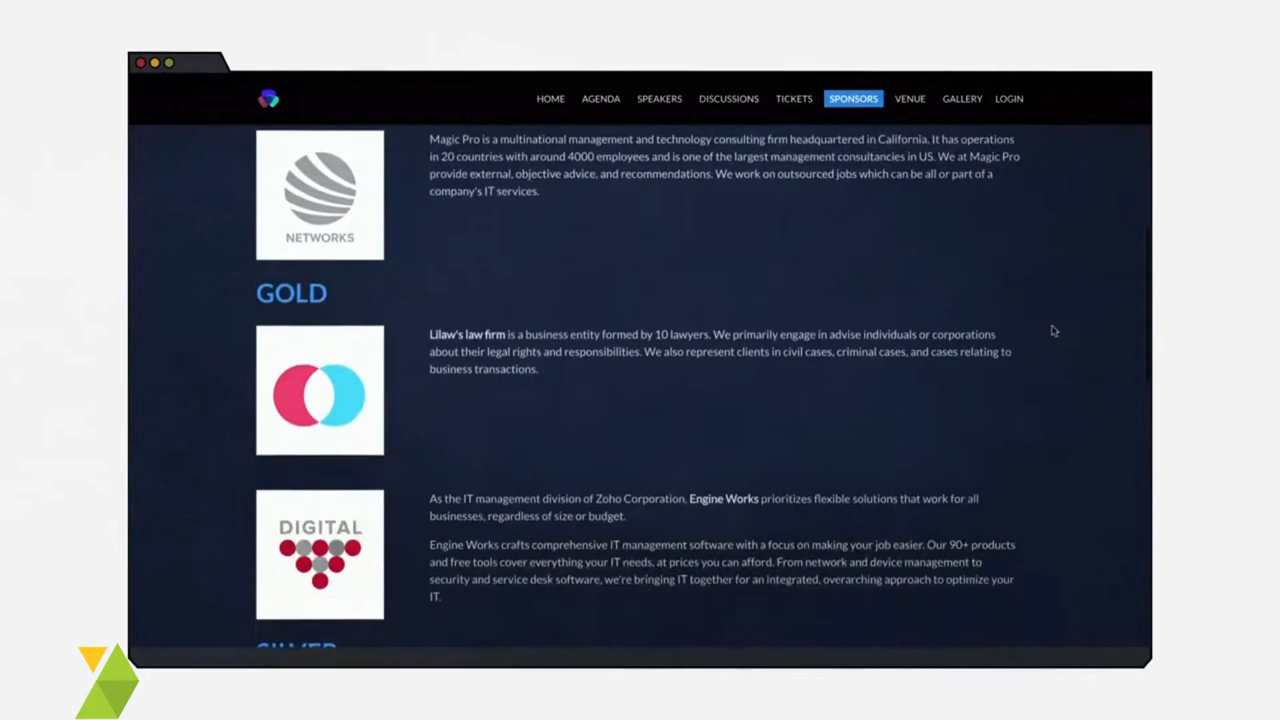 HOME AGENDA SPEAKERS DISCUSSIONS TICKETS SPONSORS VENUE GALLERY LOGIN
NETWORKS
Magic Pro is a multinational management and technology consulting firm headquartered in California. It has operations
in 20 countries with around 4000 employees and is one of the largest management consultancies in US. We at Magic Pro
provide external, objective advice, and recommendations. We work on outsourced jobs which can be all or part of a
company's IT services.
GOLD
Lilaw's law firm is a business entity formed by 10 lawyers. We primarily engage in advise individuals or corporations
about their legal rights and responsibilities. We also represent clients in civil cases, criminal cases, and cases relating to
business transactions.
DIGITAL
As the IT management division of Zoho Corporation, Engine Works prioritizes flexible solutions that work for all
businesses, regardless of size or budget.
Engine Works crafts comprehensive IT management software with a focus on making your job easier. Our 90+ products
and free tools cover everything your IT needs, at prices you can afford. From network and device management to
security and service desk software, we're bringing IT together for an integrated, overarching approach to optimize your
IT.
SILVER